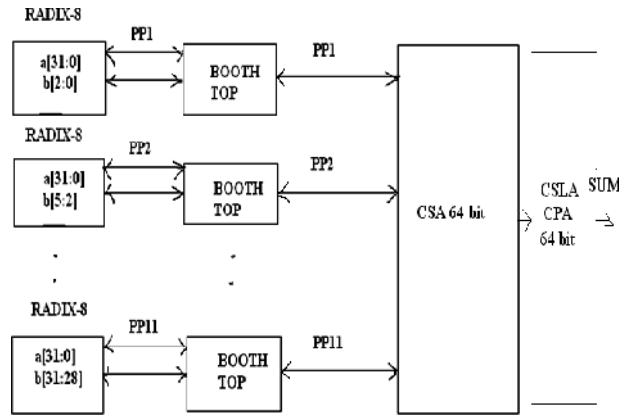 RADIX-8
a[31:0]
b[2:0]
PP1
BOOTH
TOP
PP1
RADIX-8
a[31:0]
b[5:2]
PP2
BOOTH
TOP
PP2
RADIX-8
a[31:0]
b[31:28]
PP11
BOOTH
TOP
PP11
CSA 64 bit
CSLA
CPA
64 bit
SUM